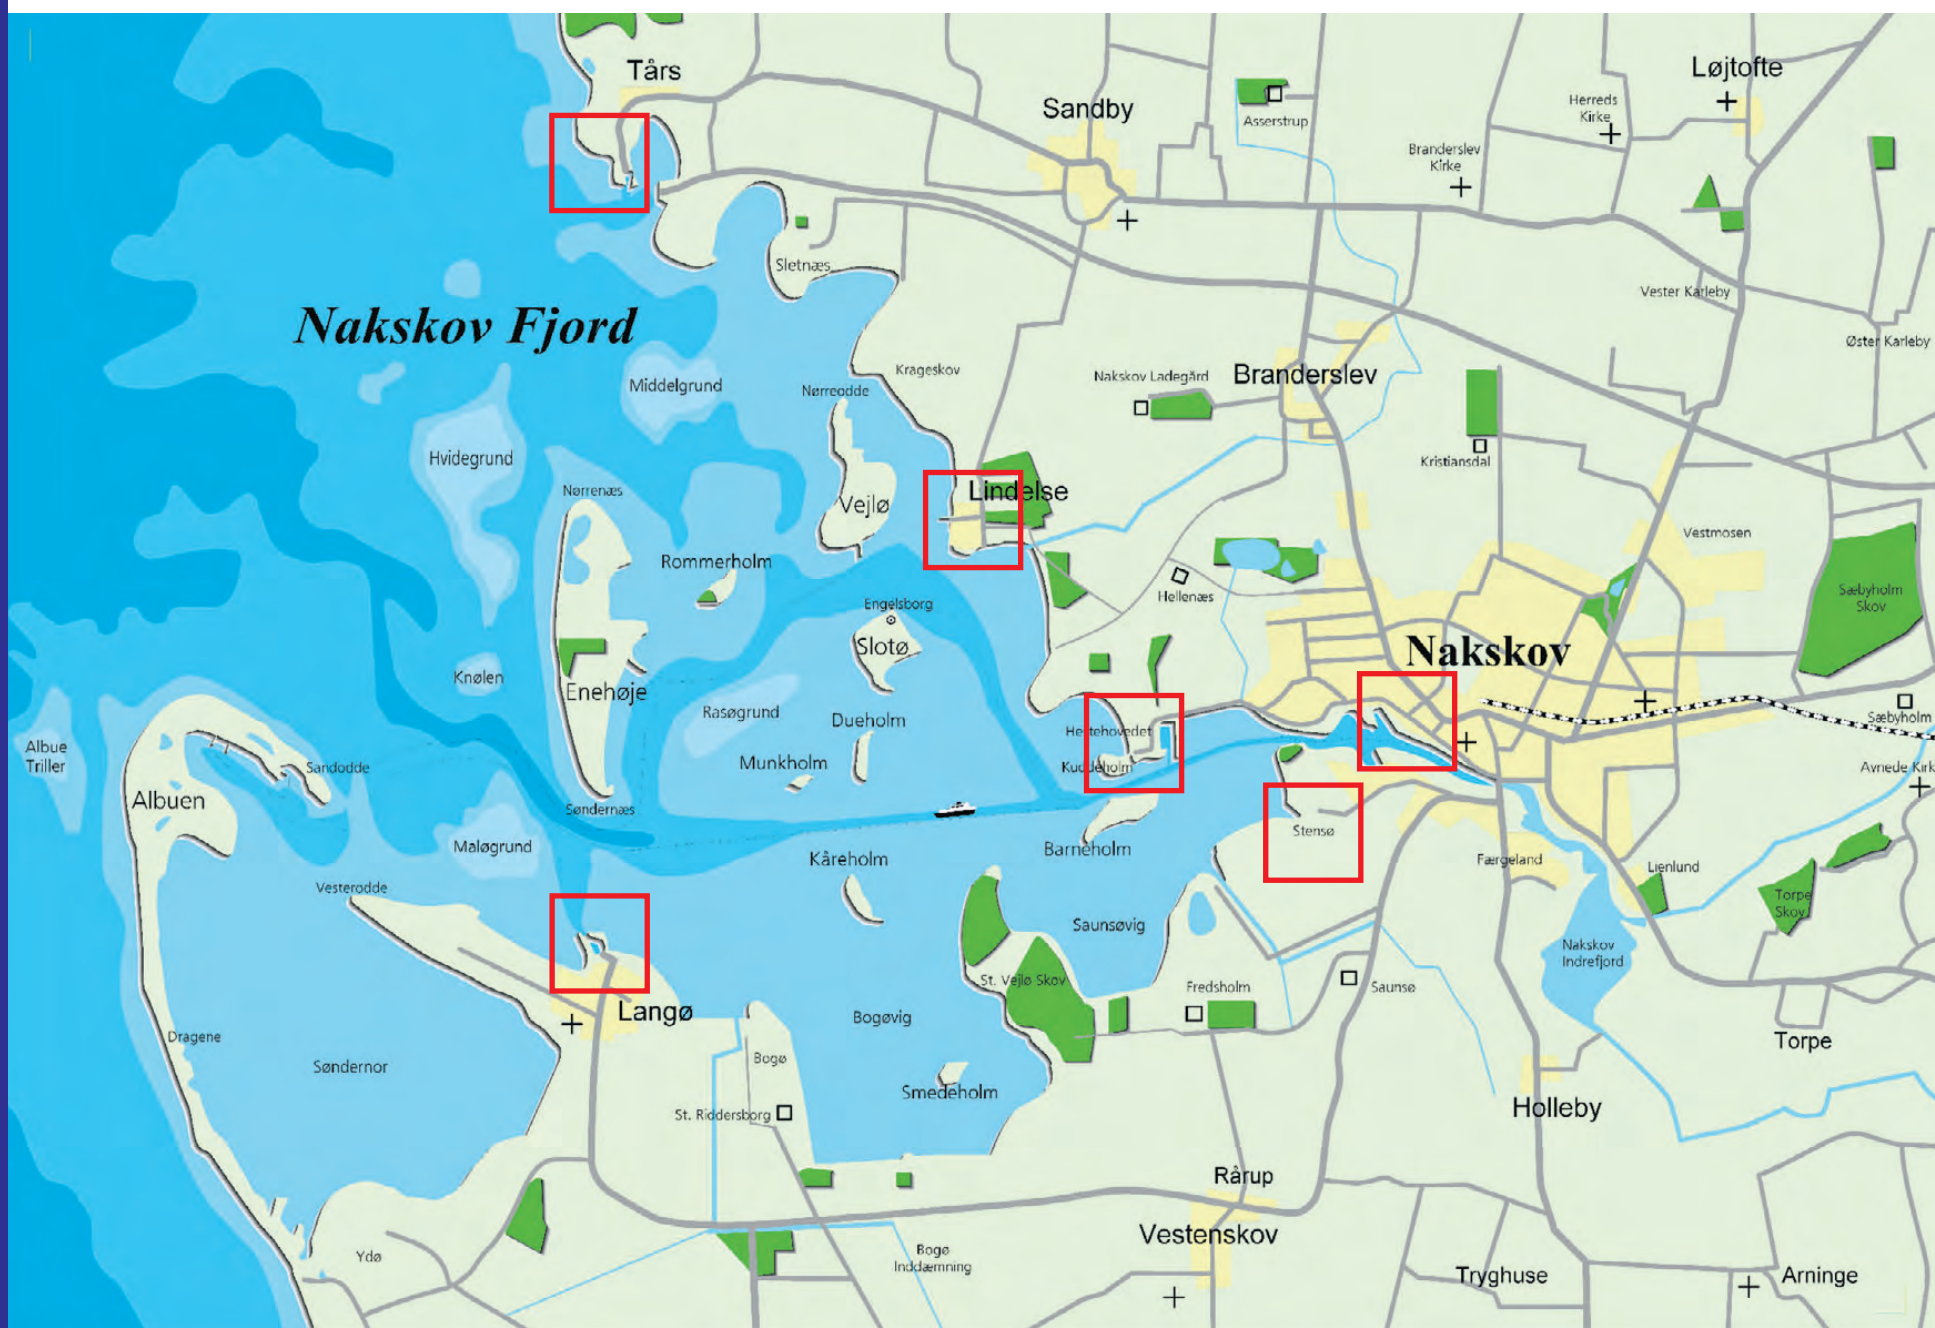 Tårs
Løjtofte
Sandby
Herreds
Kirke
Asserstrup
Branderslev
Kirke
Sletnæs
Vester Karleby
Nakskov Fjord
Øster Karleby
Krageskov
Middelgrund
Nørreodde
Nakskov Ladegård
Branderslev
Hvidegrund
Kristiansdal
Nørrenæs
Lindelse
Vejlø
Vestmosen
Rommerholm
Hellenæs
Sæbyholm
Skov
Engelsborg
Slotø
Nakskov
Knølen
Enehøje
Rasøgrund
Dueholm
Hestehovedet
Sæbyholm
Albue
Triller
Sandodde
Munkholm
Kuddeholm
Avnede Kirk
Albuen
Søndernæs
Stensø
Maløgrund
Kåreholm
Barneholm
Færgeland
Lienlund
Vesterodde
Torpe
Skov
Saunsøvig
Nakskov
Indrefjord
St. Vejlø Skov
Fredsholm
Saunsø
Langø
Bogøvig
Dragene
Torpe
Søndernor
Bogø
Smedeholm
St. Riddersborg
Holleby
Rårup
Vestenskov
Ydø
Bogø
Inddæmning
Tryghuse
Arninge